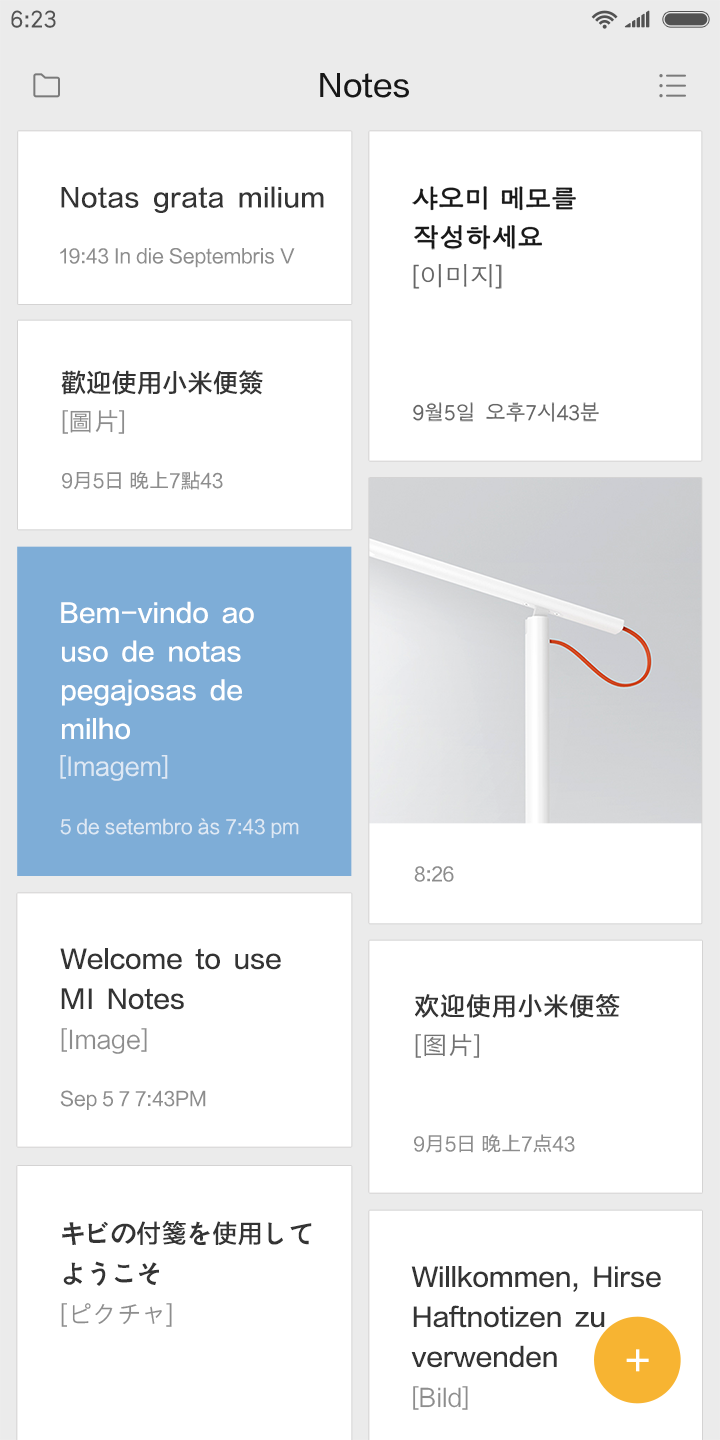 6:23
Notes
Notas grata milium
19:43 In die Septembris V
歡迎使用小米便簽
[圖片]
9月5日 晚上7點43
Bem-vindo ao
uso de notas
pegajosas de
milho
[Imagem]
5 de setembro às 7:43 pm
Welcome to use
MI Notes
[Image]
Sep 5 7 7:43PM
キビの付箋を使用して
ようこそ
[ピクチャ]
샤오미 메모를
작성하세요
[이미지]
9월5일 오후7시43분
8:26
欢迎使用小米便签
[图片]
9月5日 晚上7点43
Willkommen, Hirse
Haftnotizen zu
verwenden
[Bild]